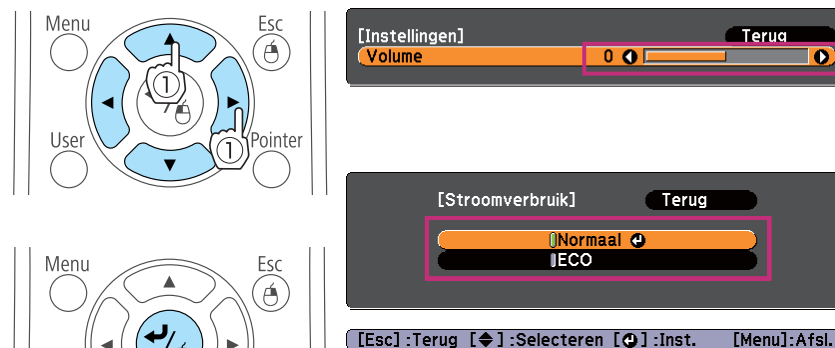 Menu
Esc
User
Pointer
1
1
[Instellingen]
Terug
Volume 0
[Stroomverbruik]
Terug
Normaal
ECO
Menu
Esc
[Esc] :Terug [◆] :Selecteren [⏎] :Inst. [Menu]:Afsl.